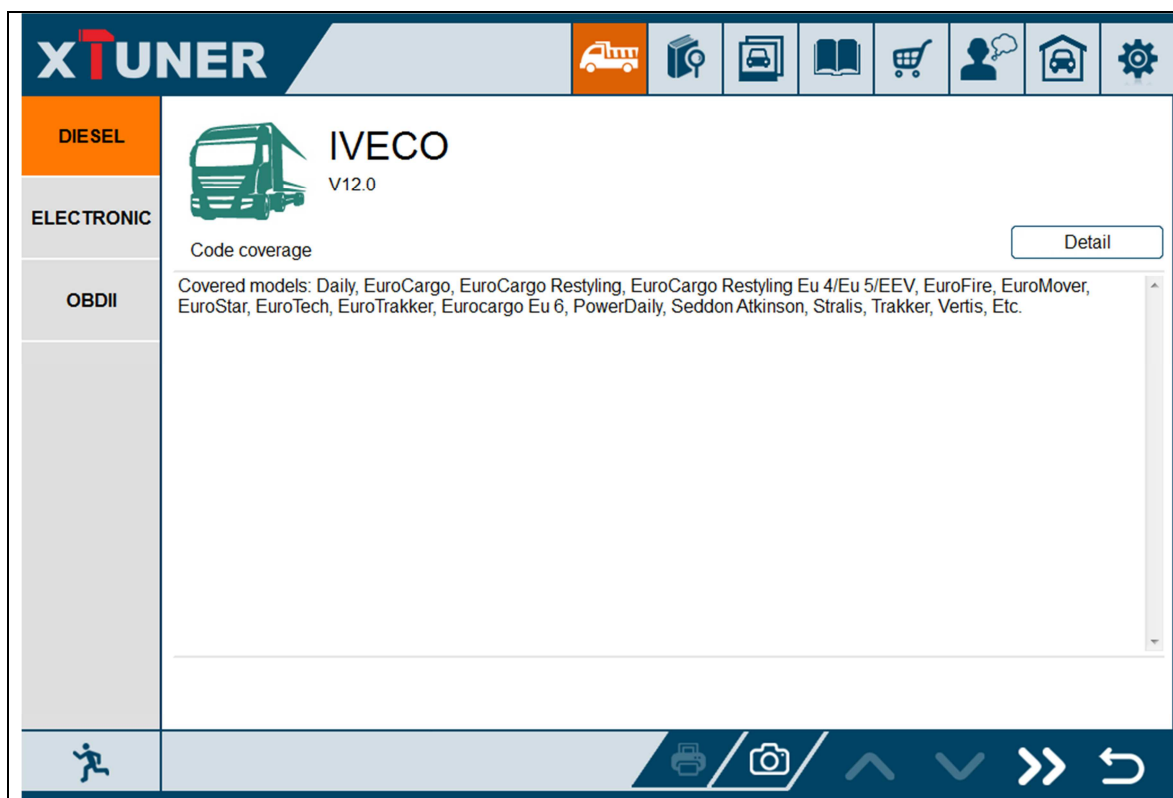 XTUNER
DIESEL
ELECTRONIC
OBDII
IVECO
V12.0
Code coverage
Detail
Covered models: Daily, EuroCargo, EuroCargo Restyling, EuroCargo Restyling Eu 4/Eu 5/EEV, EuroFire, EuroMover,
EuroStar, EuroTech, EuroTrakker, Eurocargo Eu 6, PowerDaily, Seddon Atkinson, Stralis, Trakker, Vertis, Etc.